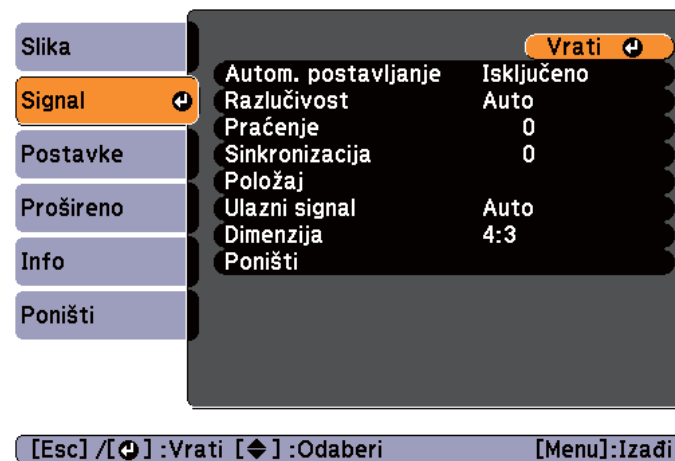 Slika
Signal
Postavke
Prošireno
Info
Poništi
Vrati
Autom. postavljanje Isključeno
Razlučivost Auto
Praćenje 0
Sinkronizacija 0
Položaj
Ulazni signal Auto
Dimenzija 4:3
Poništi
[Esc] /[⏎] :Vrati [◆] :Odaberi [Menu]:Izađi